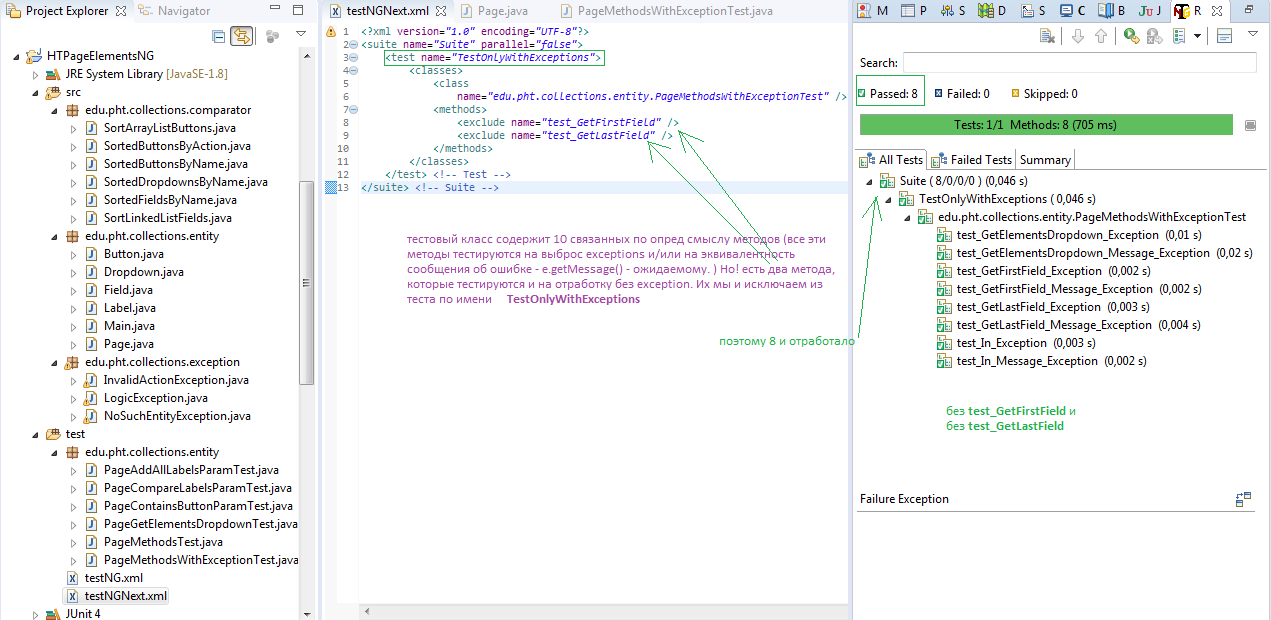 Project Explorer
Navigator
HTPageElementsNG
JRE System Library [JavaSE-1.8]
src
edu.pht.collections.comparator
SortArrayListButtons.java
SortedButtonsByAction.java
SortedButtonsByName.java
SortedDropdownsByName.java
SortedFieldsByName.java
SortLinkedListFields.java
edu.pht.collections.entity
Button.java
Dropdown.java
Field.java
Label.java
Main.java
Page.java
edu.pht.collections.exception
InvalidActionException.java
LogicException.java
NoSuchEntityException.java
test
edu.pht.collections.entity
PageAddAllLabelsParamTest.java
PageCompareLabelsParamTest.java
PageContainsButtonParamTest.java
PageGetElementsDropdownTest.java
PageMethodsTest.java
PageMethodsWithExceptionTest.java
testNG.xml
testNGNext.xml
JUnit 4
testNGNext.xml
Page.java
PageMethodsWithExceptionTest.java
1 <?xml version="1.0" encoding="UTF-8"?>
2 <suite name="Suite" parallel="false">
3 <test name="TestOnlyWithExceptions">
4 <classes>
5 <class
6 name="edu.pht.collections.entity.PageMethodsWithExceptionTest" />
7 <methods>
8 <exclude name="test_GetFirstField" />
9 <exclude name="test_GetLastField" />
10 </methods>
11 </classes>
12 </test> <!-- Test -->
13 </suite> <!-- Suite -->
тестовый класс содержит 10 связанных по опред смыслу методов (все эти
методы тестируются на выброс exceptions и/или на эквивалентность
сообщения об ошибке - e.getMessage() - ожидаемому. ) Но! есть два метода,
которые тестируются и на отработку без exception. Их мы и исключаем из
теста по имени TestOnlyWithExceptions
поэтому 8 и отработало
M P S D S C B J R
Search:
Passed: 8 Failed: 0 Skipped: 0
Tests: 1/1 Methods: 8 (705 ms)
All Tests Failed Tests Summary
Suite ( 8/0/0/0 ) (0,046 s)
TestOnlyWithExceptions ( 0,046 s)
edu.pht.collections.entity.PageMethodsWithExceptionTest
test_GetElementsDropdown_Exception (0,01 s)
test_GetElementsDropdown_Message_Exception (0,02 s)
test_GetFirstField_Exception (0,002 s)
test_GetFirstField_Message_Exception (0,002 s)
test_GetLastField_Exception (0,003 s)
test_GetLastField_Message_Exception (0,004 s)
test_In_Exception (0,003 s)
test_In_Message_Exception (0,002 s)
без test_GetFirstField и
без test_GetLastField
Failure Exception